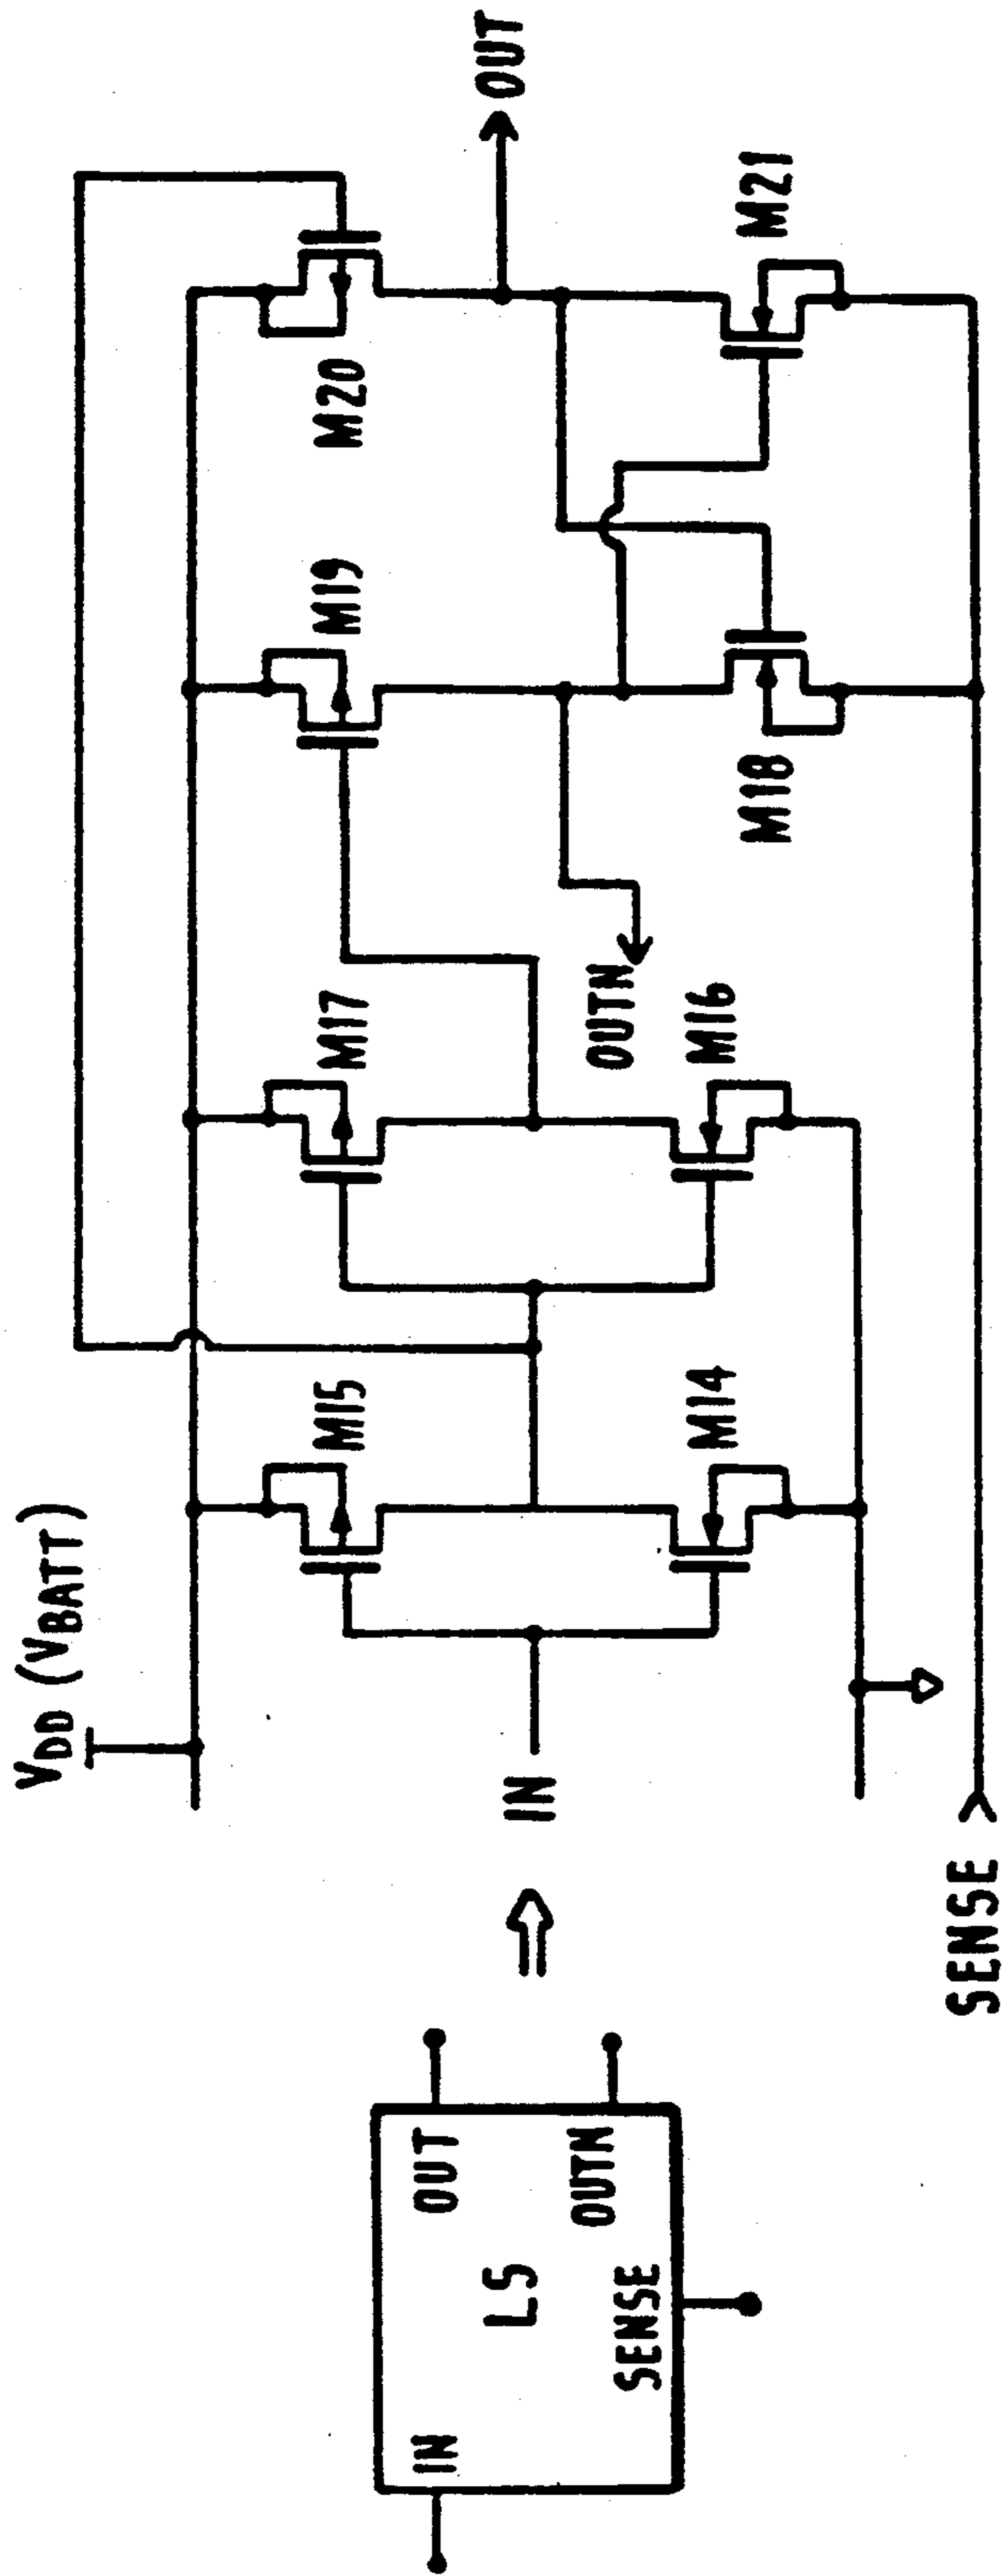 IN
OUT
LS
OUTN
SENSE
VDD (VBATT)
IN
SENSE
M15
M14
M17
M16
OUTN
M19
M18
M20
M21
OUT